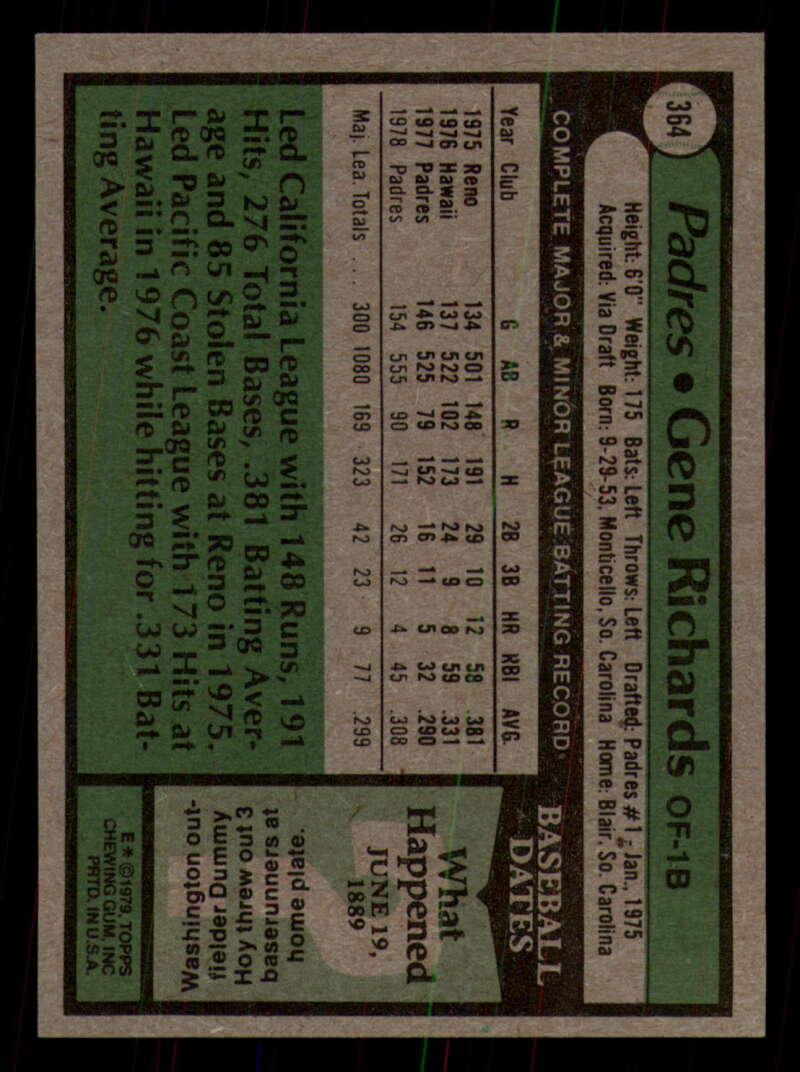 364
Padres • Gene Richards OF-1B
Height: 6'0" Weight: 175 Bats: Left Throws: Left Drafted: Padres #1 - Jan., 1975
Acquired: Via Draft Born: 9-29-53, Monticello, So. Carolina Home: Blair, So. Carolina
COMPLETE MAJOR & MINOR LEAGUE BATTING RECORD
Year Club G AB R H 2B 3B HR RBI AVG.
1975 Reno 134 501 148 191 29 10 12 58 .381
1976 Hawaii 137 522 102 173 24 9 8 59 .331
1977 Padres 146 525 79 152 16 11 5 32 .290
1978 Padres 154 555 90 171 26 12 4 45 .308
Maj. Lea. Totals .... 300 1080 169 323 42 23 9 77 .299
Led California League with 148 Runs, 191
Hits, 276 Total Bases, .381 Batting Aver-
age and 85 Stolen Bases at Reno in 1975.
Led Pacific Coast League with 173 Hits at
Hawaii in 1976 while hitting for .331 Bat-
ting Average.
BASEBALL
DATES
What
Happened
JUNE 19,
1889
Washington out-
fielder Dummy
Hoy threw out 3
baserunners at
home plate.
E * © 1979, TOPPS
CHEWING GUM, INC
PRTD. IN U.S.A.